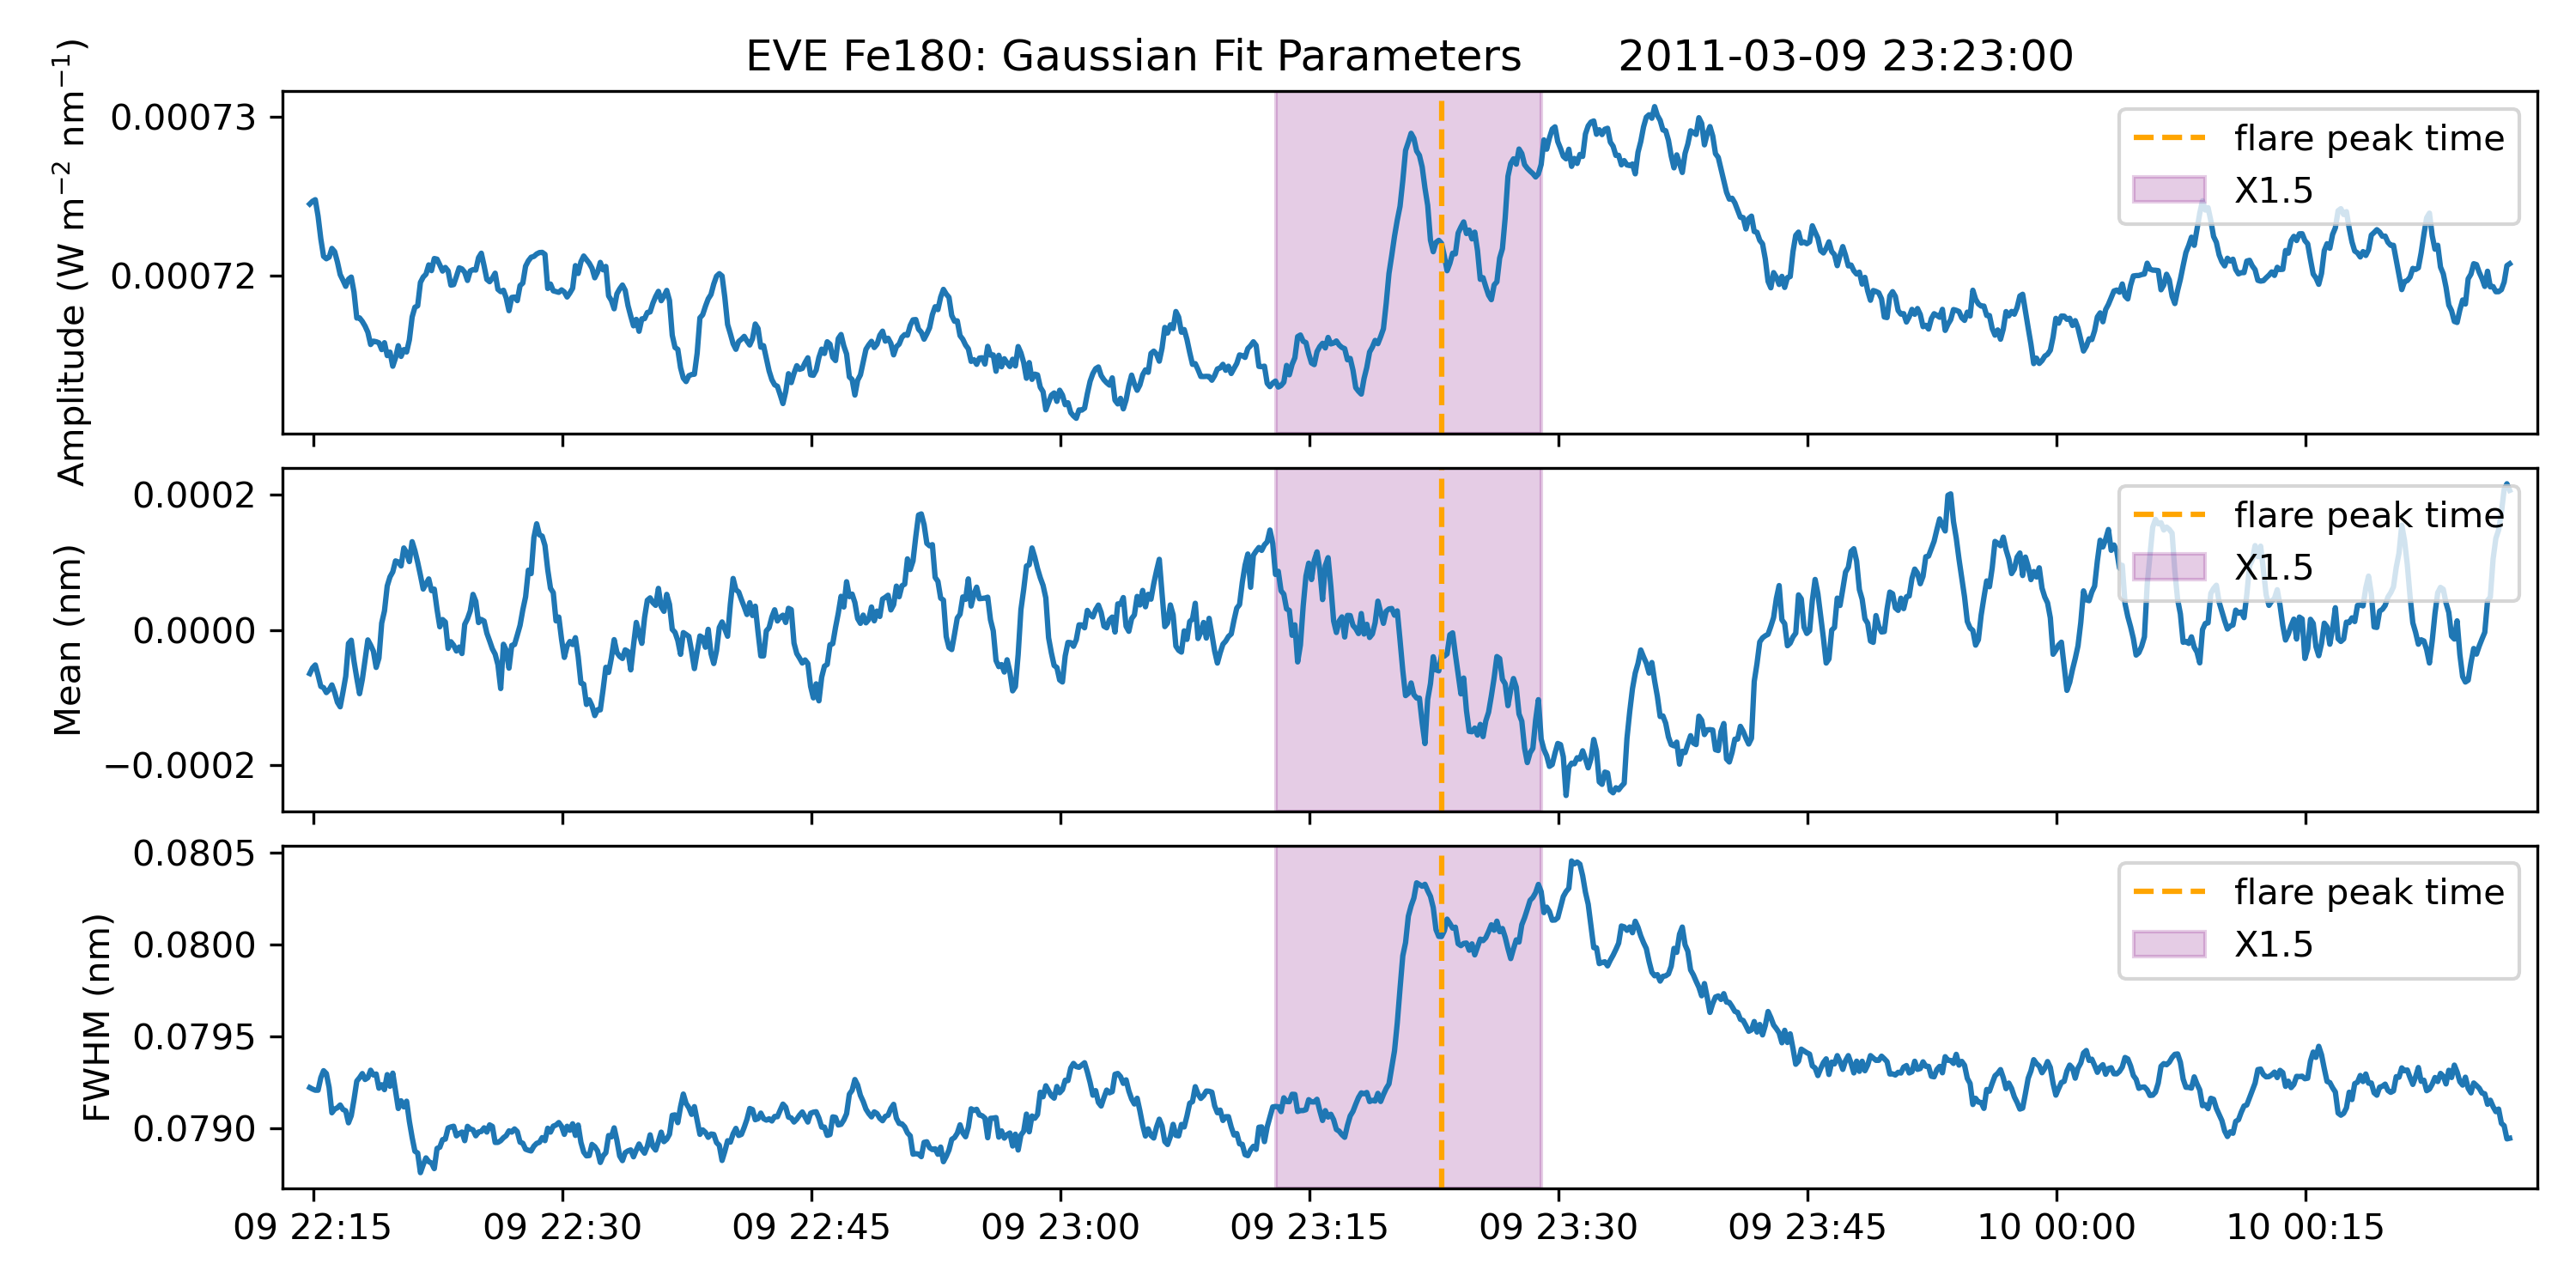 EVE Fe180: Gaussian Fit Parameters 2011-03-09 23:23:00
Amplitude (W m⁻² nm⁻¹)
0.00073
0.00072
flare peak time
X1.5
Mean (nm)
0.0002
0.0000
−0.0002
flare peak time
X1.5
FWHM (nm)
0.0805
0.0800
0.0795
0.0790
flare peak time
X1.5
09 22:15 09 22:30 09 22:45 09 23:00 09 23:15 09 23:30 09 23:45 10 00:00 10 00:15